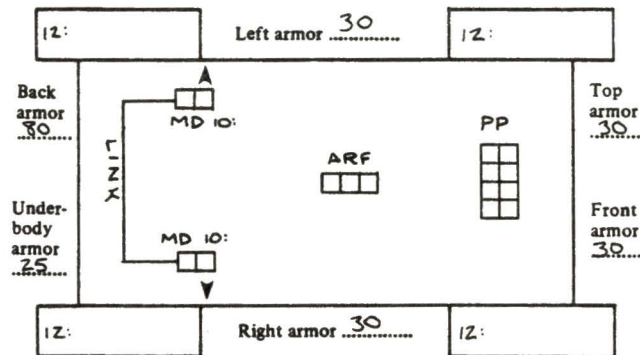 12:
Left armor 30
12:
Back
armor
80
MD 10:
LINK
ARF
PP
Top
armor
30
Under-
body
armor
25
MD 10:
Front
armor
30
12:
Right armor 30
12: